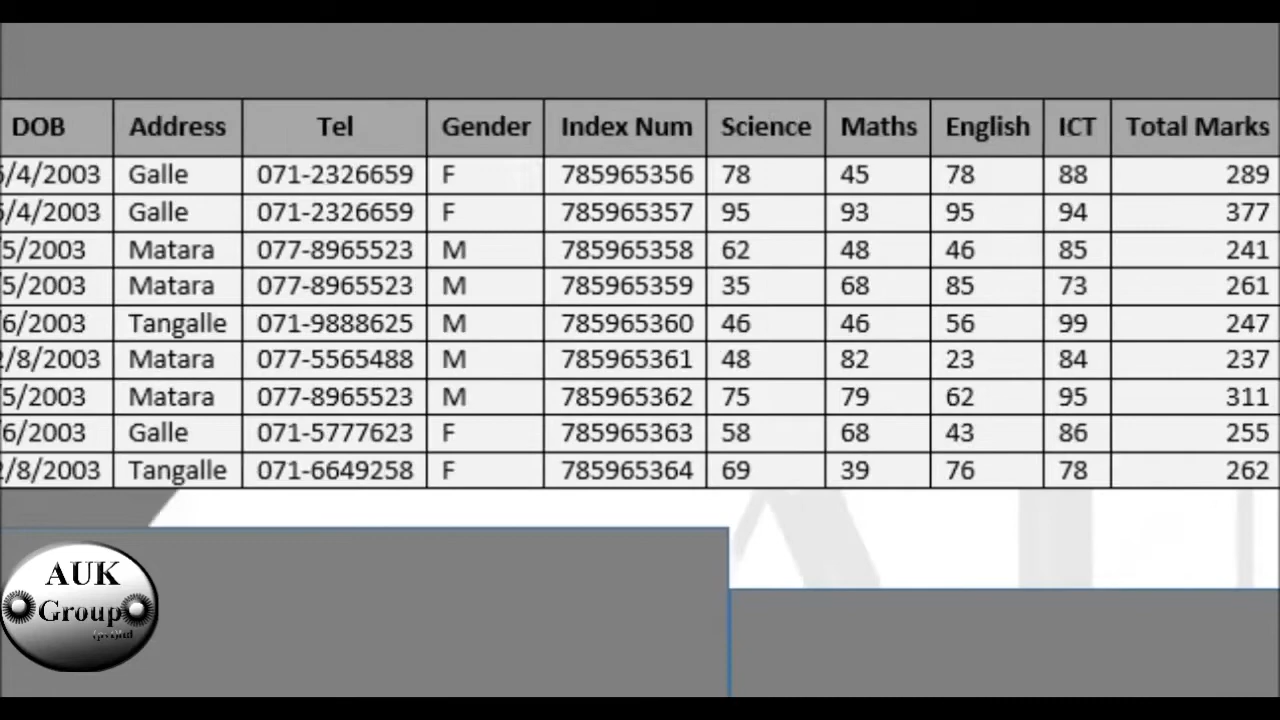 DOB Address Tel Gender Index Num Science Maths English ICT Total Marks
/4/2003 Galle 071-2326659 F 785965356 78 45 78 88 289
/4/2003 Galle 071-2326659 F 785965357 95 93 95 94 377
/5/2003 Matara 077-8965523 M 785965358 62 48 46 85 241
/5/2003 Matara 077-8965523 M 785965359 35 68 85 73 261
/6/2003 Tangalle 071-9888625 M 785965360 46 46 56 99 247
/8/2003 Matara 077-5565488 M 785965361 48 82 23 84 237
/5/2003 Matara 077-8965523 M 785965362 75 79 62 95 311
/6/2003 Galle 071-5777623 F 785965363 58 68 43 86 255
/8/2003 Tangalle 071-6649258 F 785965364 69 39 76 78 262
AUK
Group
(pvt)ltd